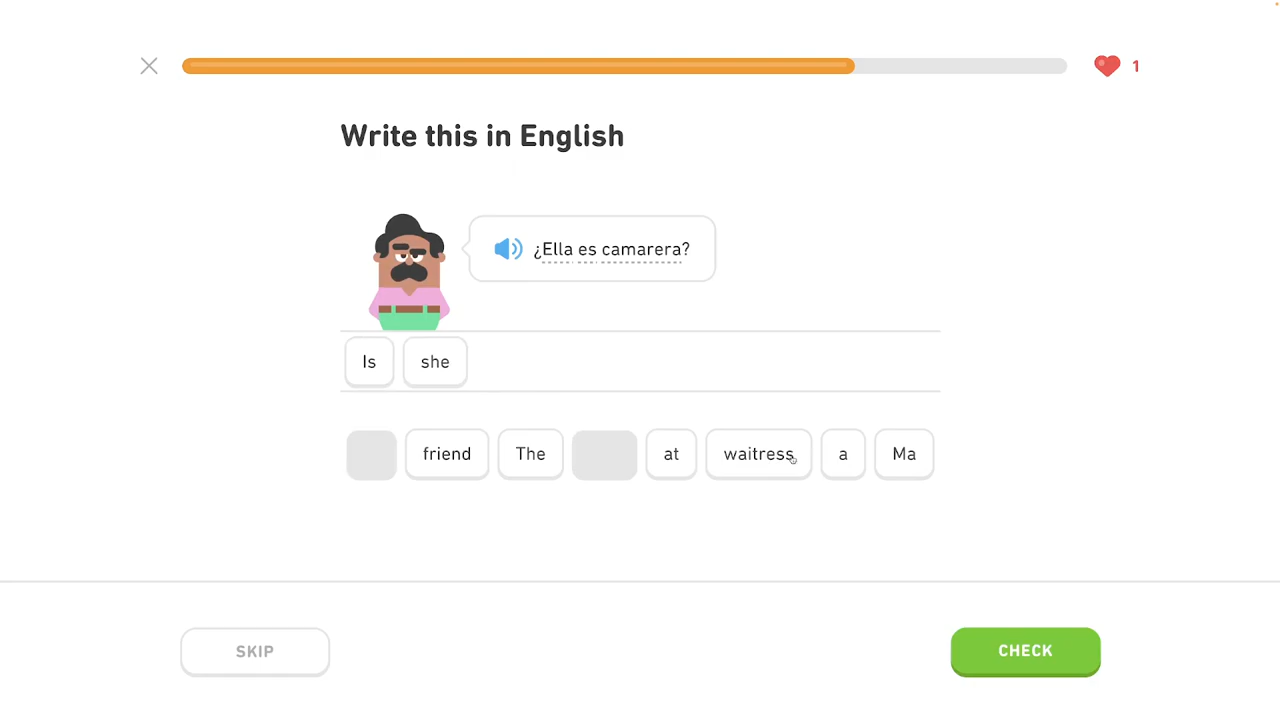 1
Write this in English
¿Ella es camarera?
Is she
friend The at waitress a Ma
SKIP CHECK